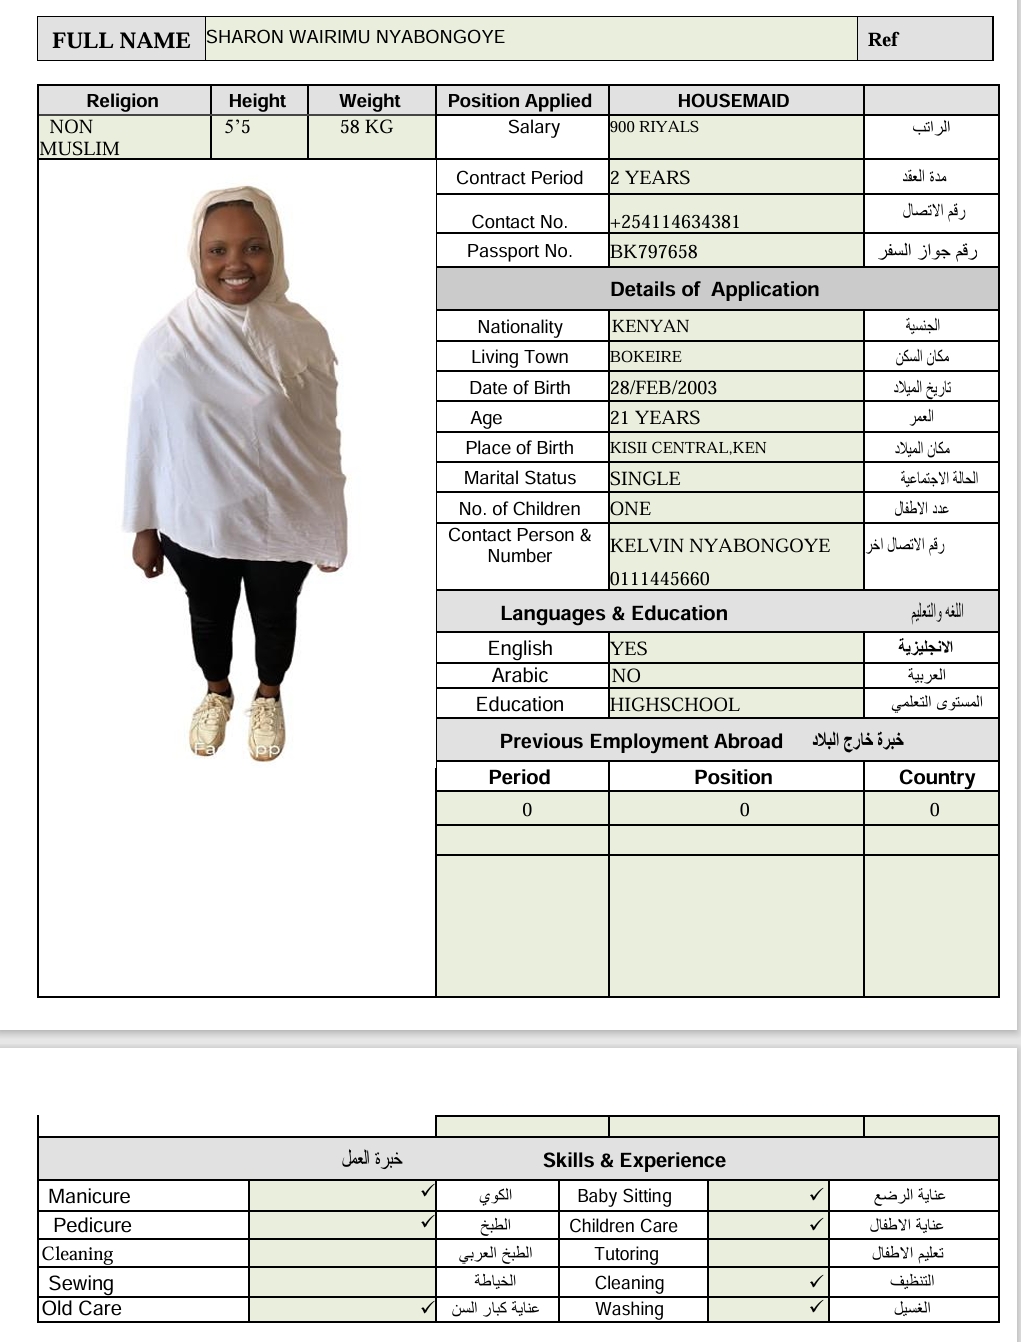 FULL NAME SHARON WAIRIMU NYABONGOYE Ref
Religion Height Weight Position Applied HOUSEMAID
NON MUSLIM 5’5 58 KG Salary 900 RIYALS الراتب
Contract Period 2 YEARS مدة العقد
Contact No. +254114634381 رقم الاتصال
Passport No. BK797658 رقم جواز السفر
Details of Application
Nationality KENYAN الجنسية
Living Town BOKEIRE مكان السكن
Date of Birth 28/FEB/2003 تاريخ الميلاد
Age 21 YEARS العمر
Place of Birth KISII CENTRAL,KEN مكان الميلاد
Marital Status SINGLE الحالة الاجتماعية
No. of Children ONE عدد الاطفال
Contact Person &
Number
KELVIN NYABONGOYE رقم الاتصال اخر
0111445660
Languages & Education اللغه والتعليم
English YES الانجليزية
Arabic NO العربية
Education HIGHSCHOOL المستوى التعلمي
Previous Employment Abroad خبرة خارج البلاد
Period Position Country
0 0 0
Skills & Experience خبرة العمل
Manicure ✓ الكوي Baby Sitting ✓ عناية الرضع
Pedicure ✓ الطبخ Children Care ✓ عناية الاطفال
Cleaning الطبخ العربي Tutoring تعليم الاطفال
Sewing الخياطة Cleaning ✓ التنظيف
Old Care ✓ عناية كبار السن Washing ✓ الغسيل